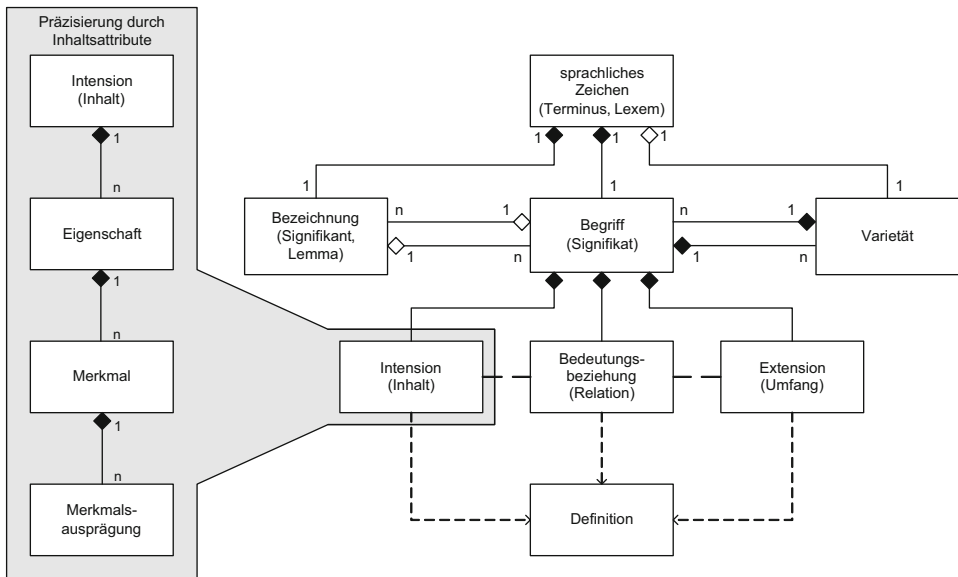 Präzisierung durch
Inhaltsattribute
Intension
(Inhalt)
1
n
Eigenschaft
1
n
Merkmal
1
n
Merkmals-
ausprägung
sprachliches
Zeichen
(Terminus, Lexem)
1
1
1
1
1
1
Bezeichnung
(Signifikant,
Lemma)
n
1
1
n
Begriff
(Signifikat)
n
1
1
n
Varietät
Intension
(Inhalt)
Bedeutungs-
beziehung
(Relation)
Extension
(Umfang)
Definition